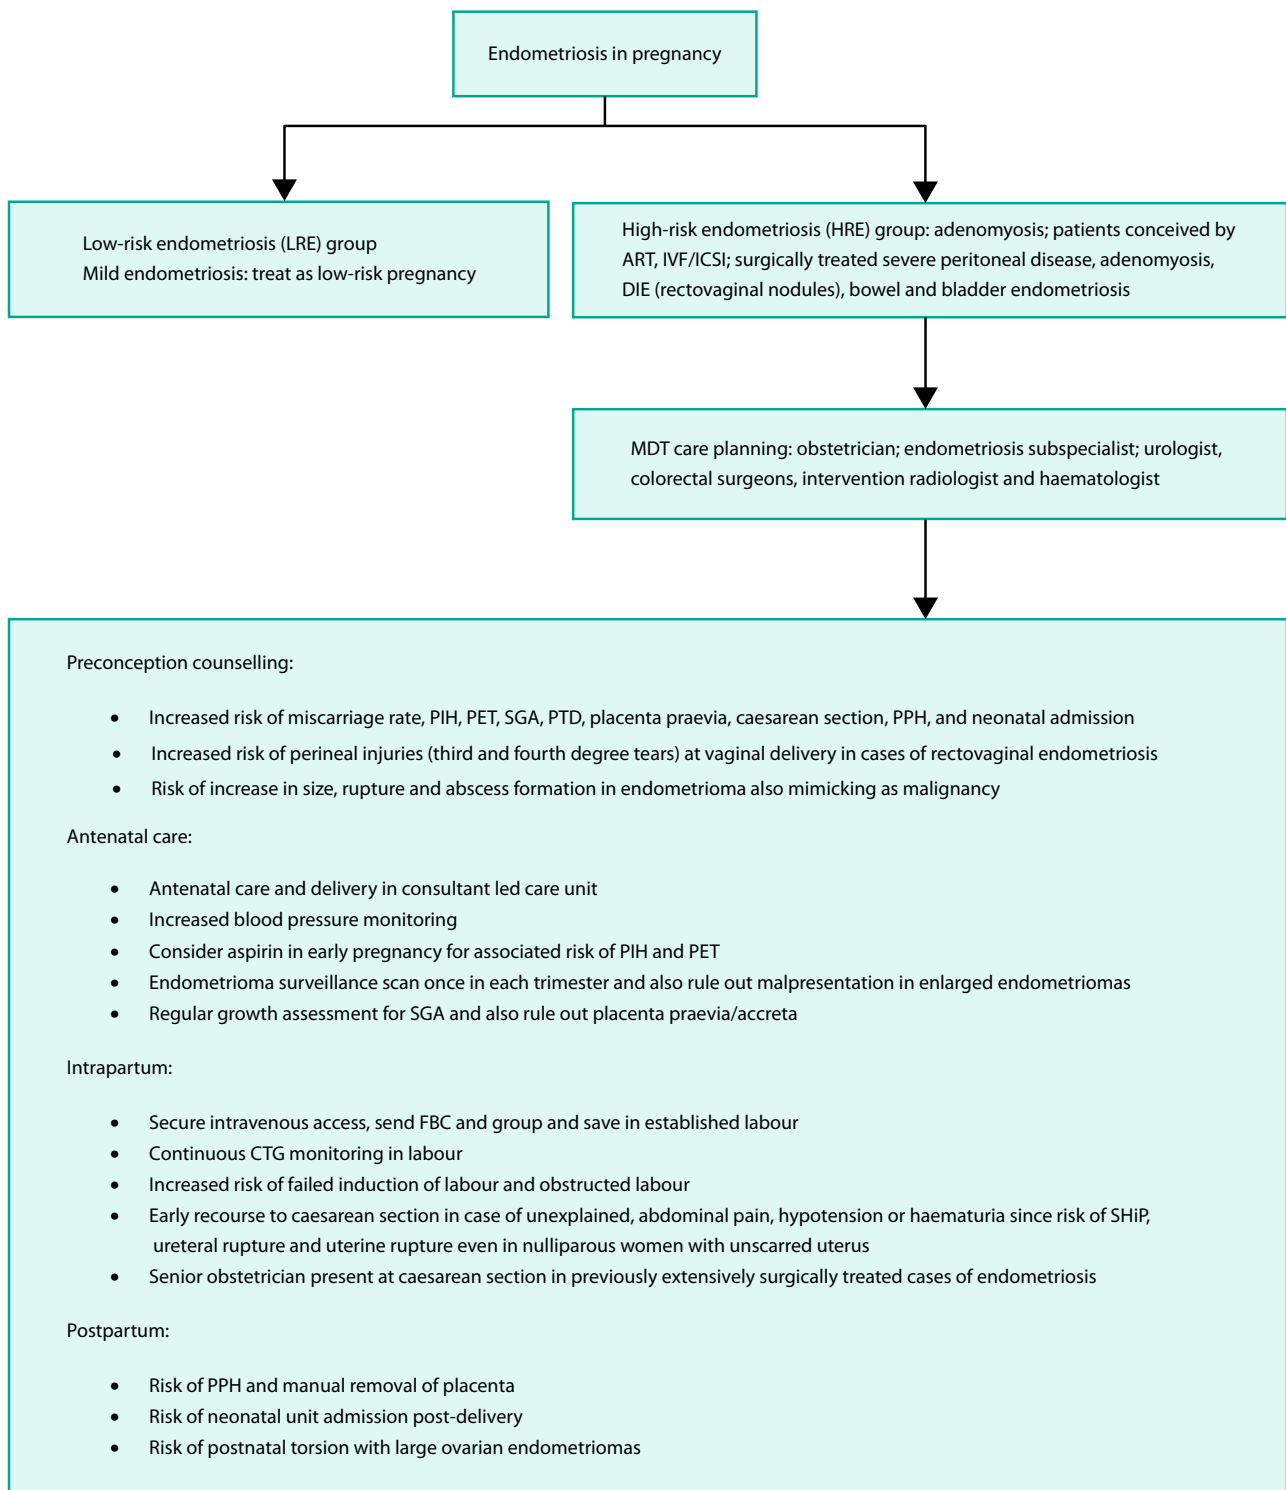 Endometriosis in pregnancy
Low-risk endometriosis (LRE) group
Mild endometriosis: treat as low-risk pregnancy
High-risk endometriosis (HRE) group: adenomyosis; patients conceived by
ART, IVF/ICSI; surgically treated severe peritoneal disease, adenomyosis,
DIE (rectovaginal nodules), bowel and bladder endometriosis
MDT care planning: obstetrician; endometriosis subspecialist; urologist,
colorectal surgeons, intervention radiologist and haematologist
Preconception counselling:
• Increased risk of miscarriage rate, PIH, PET, SGA, PTD, placenta praevia, caesarean section, PPH, and neonatal admission
• Increased risk of perineal injuries (third and fourth degree tears) at vaginal delivery in cases of rectovaginal endometriosis
• Risk of increase in size, rupture and abscess formation in endometrioma also mimicking as malignancy
Antenatal care:
• Antenatal care and delivery in consultant led care unit
• Increased blood pressure monitoring
• Consider aspirin in early pregnancy for associated risk of PIH and PET
• Endometrioma surveillance scan once in each trimester and also rule out malpresentation in enlarged endometriomas
• Regular growth assessment for SGA and also rule out placenta praevia/accreta
Intrapartum:
• Secure intravenous access, send FBC and group and save in established labour
• Continuous CTG monitoring in labour
• Increased risk of failed induction of labour and obstructed labour
• Early recourse to caesarean section in case of unexplained, abdominal pain, hypotension or haematuria since risk of SHiP,
ureteral rupture and uterine rupture even in nulliparous women with unscarred uterus
• Senior obstetrician present at caesarean section in previously extensively surgically treated cases of endometriosis
Postpartum:
• Risk of PPH and manual removal of placenta
• Risk of neonatal unit admission post-delivery
• Risk of postnatal torsion with large ovarian endometriomas